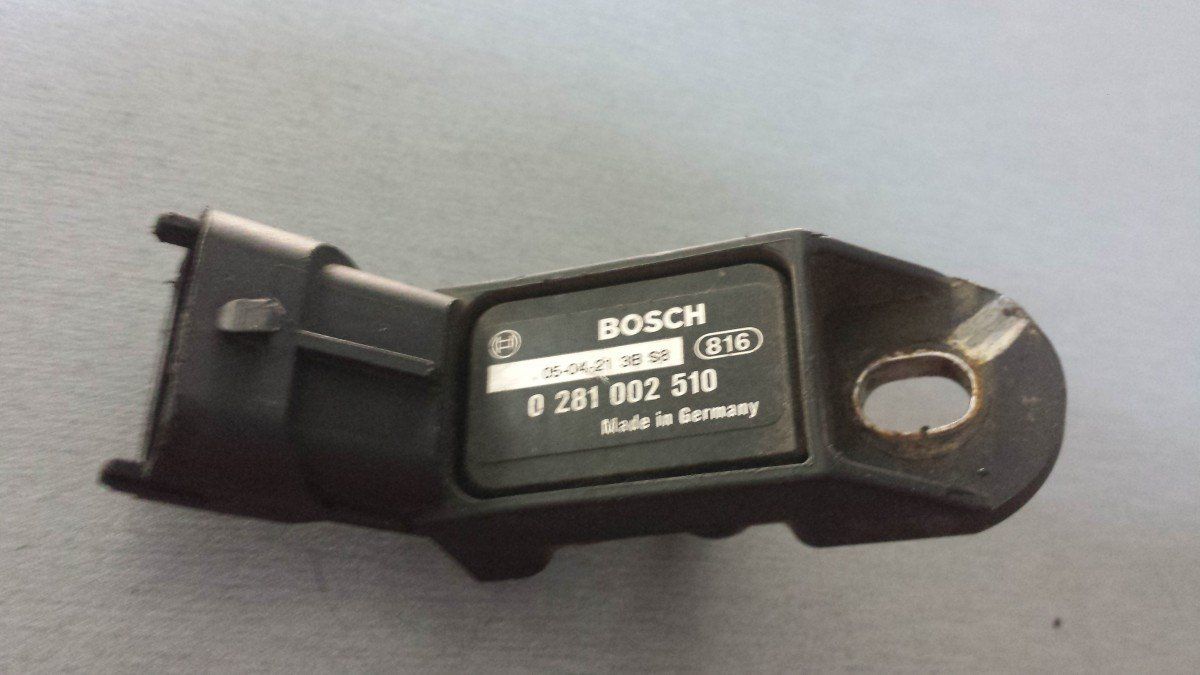 BOSCH
05-04-21 3B S8 816
0 281 002 510
Made in Germany